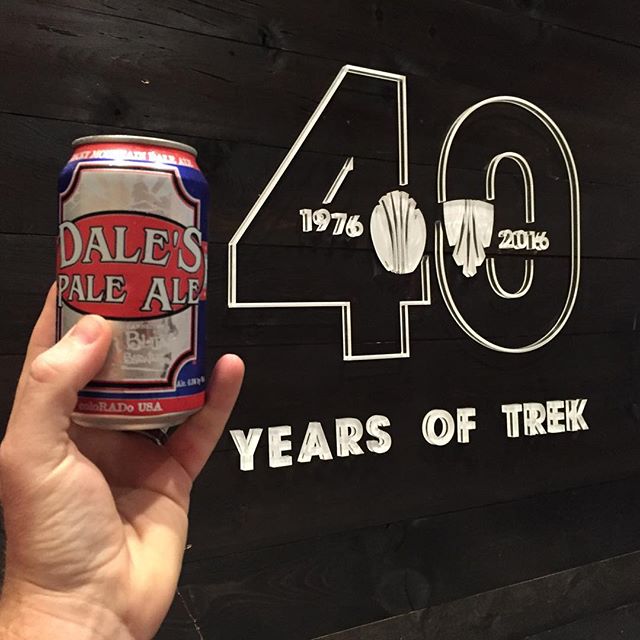 DALE'S
PALE ALE
coloRADo USA
40
1976
2016
YEARS OF TREK